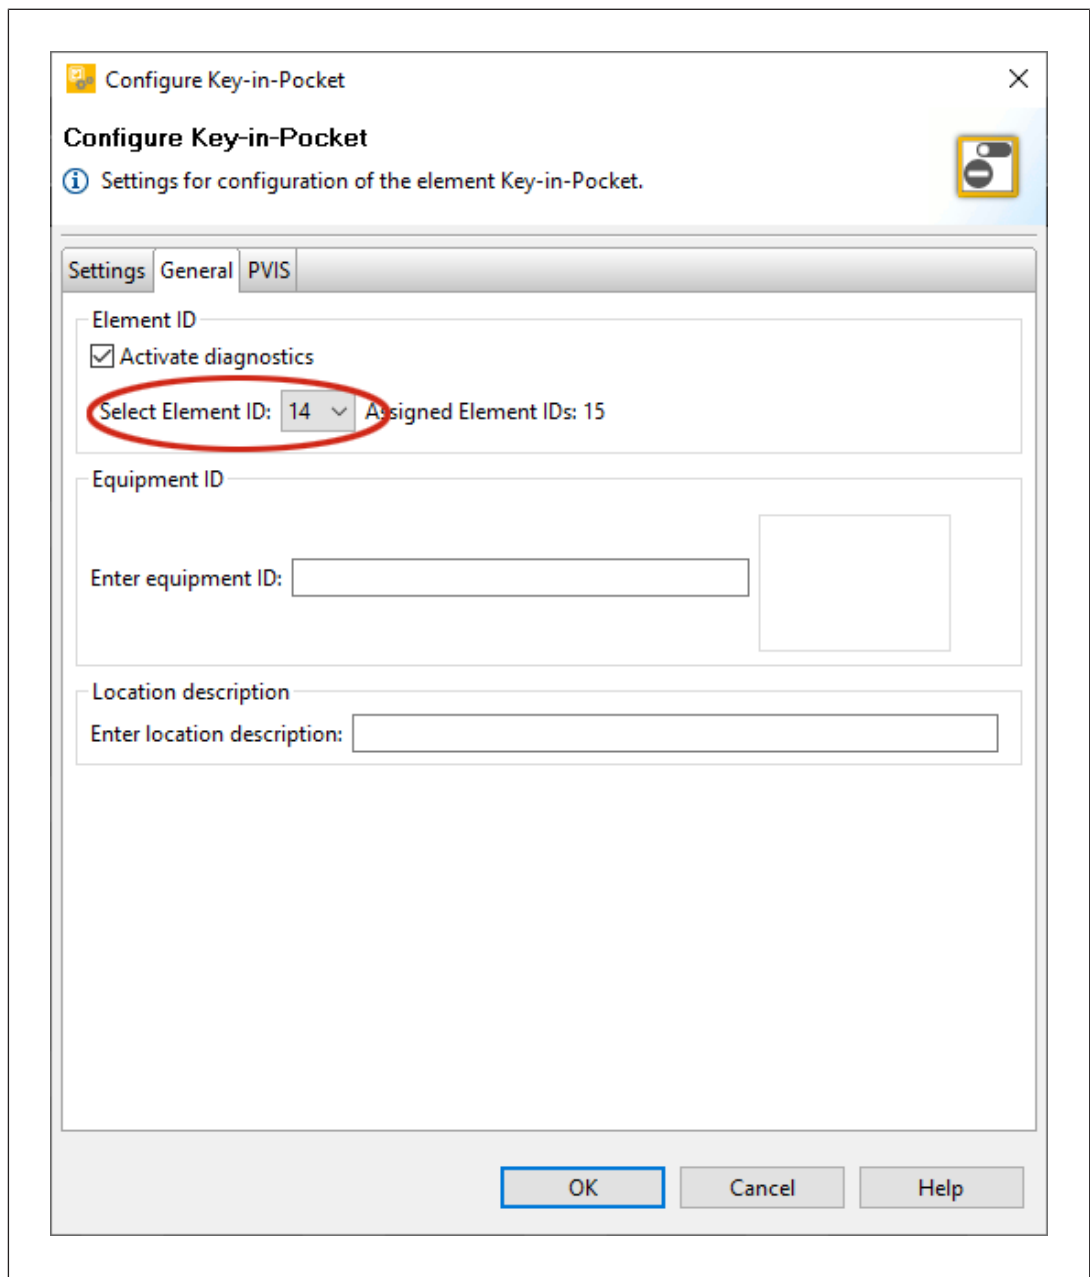 Configure Key-in-Pocket
Configure Key-in-Pocket
Settings for configuration of the element Key-in-Pocket.
Settings General PVIS
Element ID
Activate diagnostics
Select Element ID: 14 Assigned Element IDs: 15
Equipment ID
Enter equipment ID:
Location description
Enter location description:
OK Cancel Help